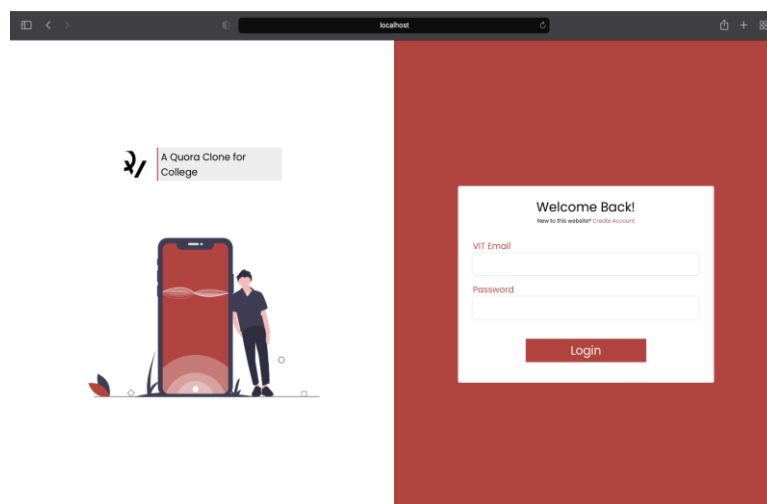 localhost
A Quora Clone for
College
Welcome Back!
New to this website? Create Account
VIT Email
Password
Login